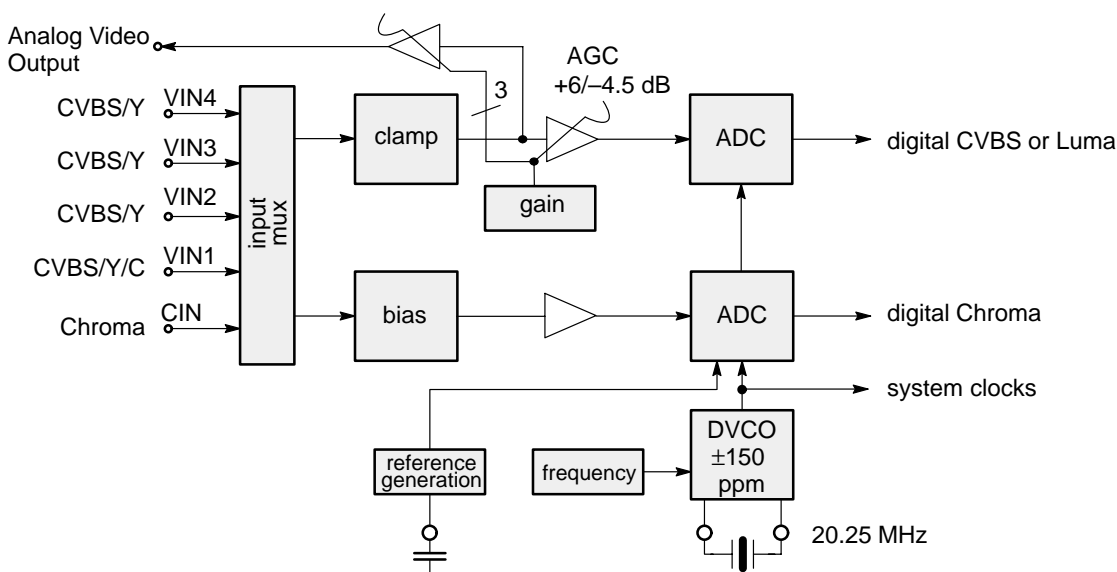 Analog Video
Output
3
AGC
+6/–4.5 dB
CVBS/Y
VIN4
CVBS/Y
VIN3
CVBS/Y
VIN2
CVBS/Y/C
VIN1
Chroma
CIN
input
mux
clamp
gain
ADC
digital CVBS or Luma
bias
ADC
digital Chroma
system clocks
reference
generation
frequency
DVCO
±150
ppm
20.25 MHz